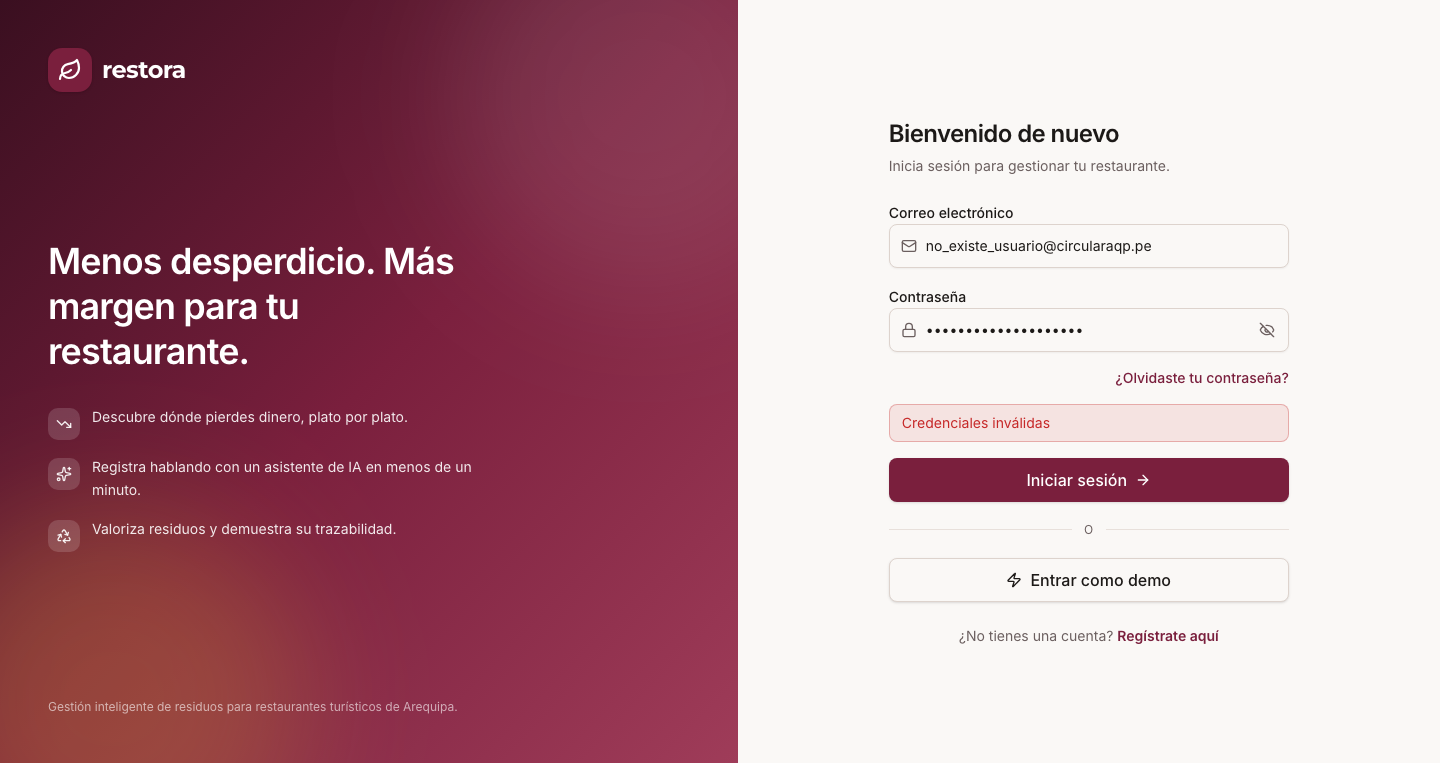 restora
Menos desperdicio. Más
margen para tu
restaurante.
Descubre dónde pierdes dinero, plato por plato.
Registra hablando con un asistente de IA en menos de un
minuto.
Valoriza residuos y demuestra su trazabilidad.
Gestión inteligente de residuos para restaurantes turísticos de Arequipa.
Bienvenido de nuevo
Inicia sesión para gestionar tu restaurante.
Correo electrónico
no_existe_usuario@circularaqp.pe
Contraseña
••••••••••••••••••••
¿Olvidaste tu contraseña?
Credenciales inválidas
Iniciar sesión
O
Entrar como demo
¿No tienes una cuenta? Regístrate aquí